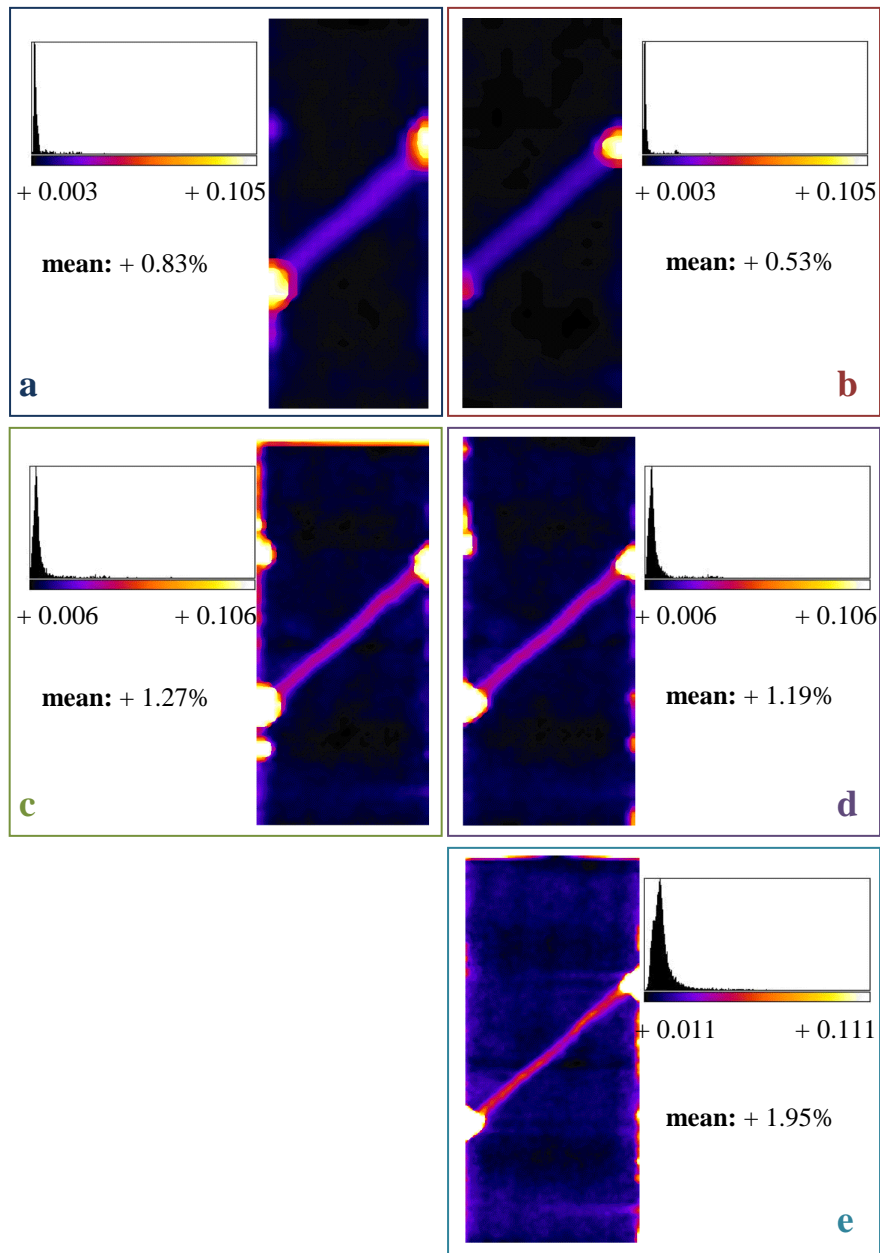 + 0.003 + 0.105
mean: + 0.83%
a
+ 0.003 + 0.105
mean: + 0.53%
b
+ 0.006 + 0.106
mean: + 1.27%
c
+ 0.006 + 0.106
mean: + 1.19%
d
+ 0.011 + 0.111
mean: + 1.95%
e